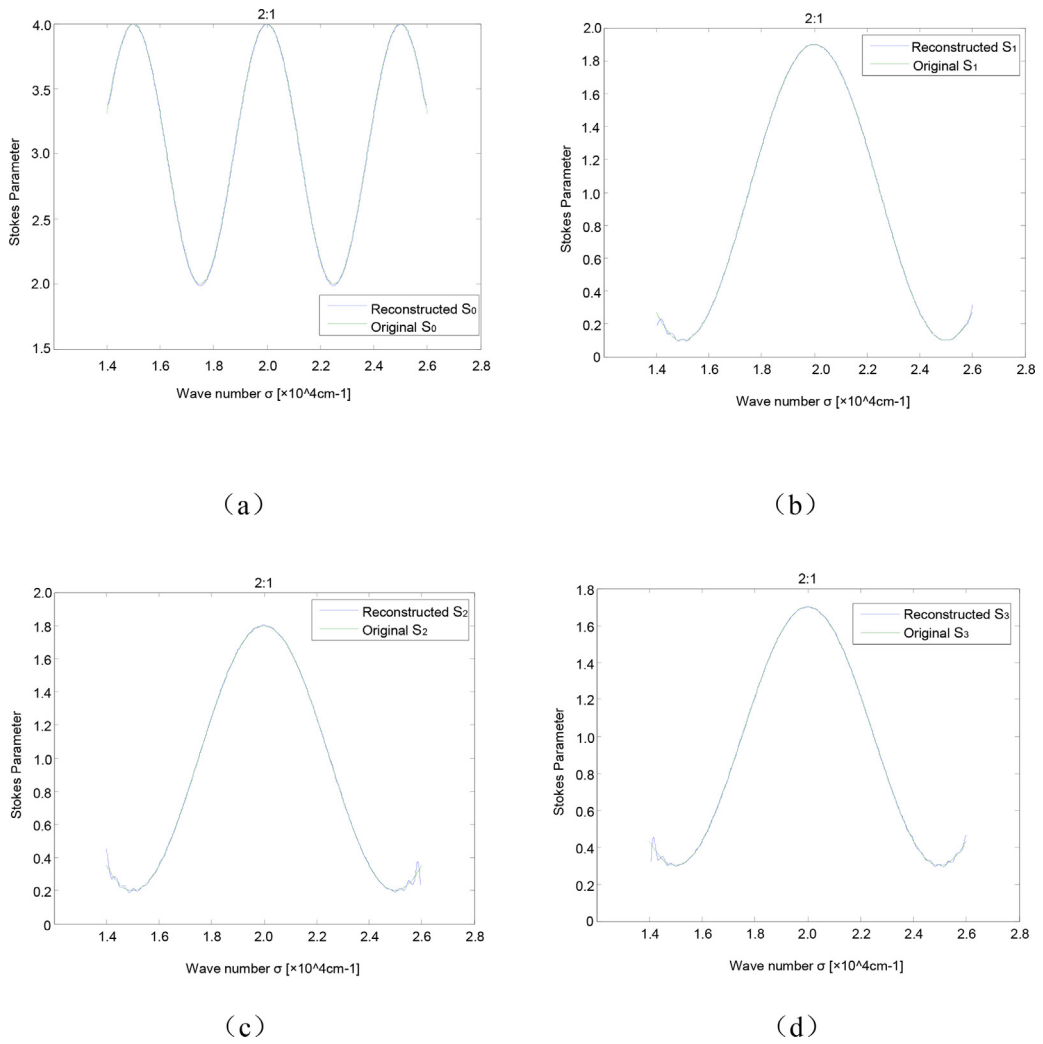 2:1
4.0
3.5
3.0
2.5
2.0
1.5
Stokes Parameter
Reconstructed S0
Original S0
1.4 1.6 1.8 2.0 2.2 2.4 2.6 2.8
Wave number σ [×10^4cm-1]
(a)
2:1
2.0
1.8
1.6
1.4
1.2
1.0
0.8
0.6
0.4
0.2
0
Stokes Parameter
Reconstructed S1
Original S1
1.4 1.6 1.8 2.0 2.2 2.4 2.6 2.8
Wave number σ [×10^4cm-1]
(b)
2:1
2.0
1.8
1.6
1.4
1.2
1.0
0.8
0.6
0.4
0.2
0
Stokes Parameter
Reconstructed S2
Original S2
1.4 1.6 1.8 2.0 2.2 2.4 2.6 2.8
Wave number σ [×10^4cm-1]
(c)
2:1
1.8
1.6
1.4
1.2
1.0
0.8
0.6
0.4
0.2
0
Stokes Parameter
Reconstructed S3
Original S3
1.4 1.6 1.8 2.0 2.2 2.4 2.6 2.8
Wave number σ [×10^4cm-1]
(d)